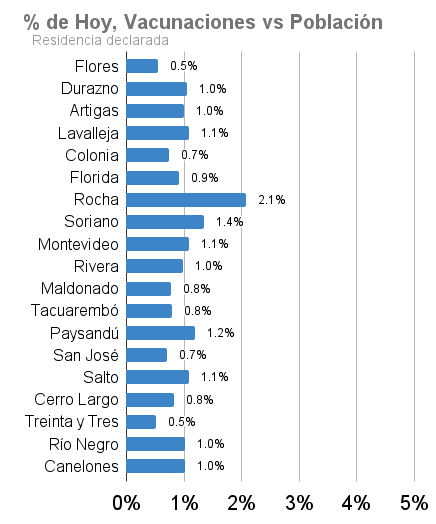 % de Hoy, Vacunaciones vs Población
Residencia declarada
Flores 0.5%
Durazno 1.0%
Artigas 1.0%
Lavalleja 1.1%
Colonia 0.7%
Florida 0.9%
Rocha 2.1%
Soriano 1.4%
Montevideo 1.1%
Rivera 1.0%
Maldonado 0.8%
Tacuarembó 0.8%
Paysandú 1.2%
San José 0.7%
Salto 1.1%
Cerro Largo 0.8%
Treinta y Tres 0.5%
Río Negro 1.0%
Canelones 1.0%
0% 1% 2% 3% 4% 5%